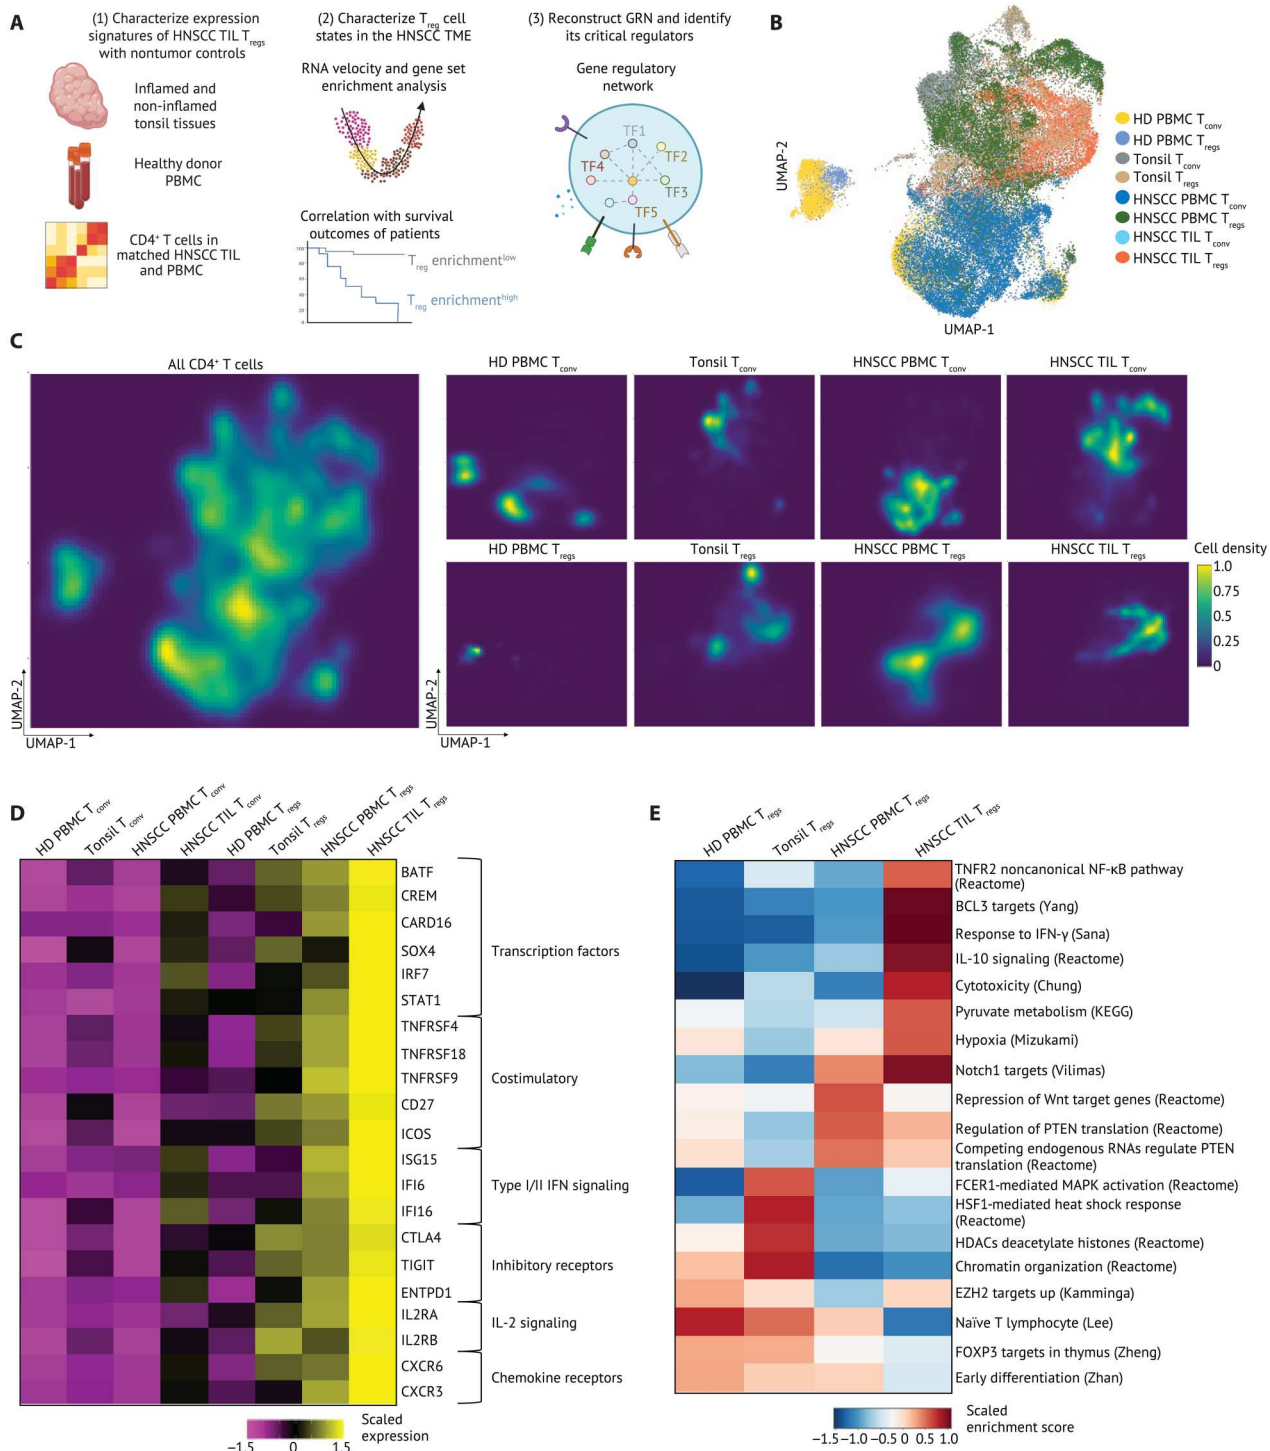 A
(1) Characterize expression
signatures of HNSCC TIL Tregs
with nontumor controls
Inflamed and
non-inflamed
tonsil tissues
Healthy donor
PBMC
CD4⁺ T cells in
matched HNSCC TIL
and PBMC
(2) Characterize Treg cell
states in the HNSCC TME
RNA velocity and gene set
enrichment analysis
Correlation with survival
outcomes of patients
100
80
60
40
20
0
Treg enrichmentlow
Treg enrichmenthigh
(3) Reconstruct GRN and identify
its critical regulators
Gene regulatory
network
TF1
TF2
TF4
TF3
TF5
B
UMAP-2
UMAP-1
HD PBMC Tconv
HD PBMC Tregs
Tonsil Tconv
Tonsil Tregs
HNSCC PBMC Tconv
HNSCC PBMC Tregs
HNSCC TIL Tconv
HNSCC TIL Tregs
C
All CD4⁺ T cells
UMAP-2
UMAP-1
HD PBMC Tconv
Tonsil Tconv
HNSCC PBMC Tconv
HNSCC TIL Tconv
HD PBMC Tregs
Tonsil Tregs
HNSCC PBMC Tregs
HNSCC TIL Tregs
UMAP-2
UMAP-1
Cell density
1.0
0.75
0.5
0.25
0
D
HD PBMC Tconv
Tonsil Tconv
HNSCC PBMC Tconv
HNSCC TIL Tconv
HD PBMC Tregs
Tonsil Tregs
HNSCC PBMC Tregs
HNSCC TIL Tregs
BATF
CREM
CARD16
SOX4
IRF7
STAT1
Transcription factors
TNFRSF4
TNFRSF18
TNFRSF9
CD27
ICOS
Costimulatory
ISG15
IFI6
IFI16
Type I/II IFN signaling
CTLA4
TIGIT
ENTPD1
Inhibitory receptors
IL2RA
IL2RB
IL-2 signaling
CXCR6
CXCR3
Chemokine receptors
−1.5 0 1.5
Scaled
expression
E
HD PBMC Tregs
Tonsil Tregs
HNSCC PBMC Tregs
HNSCC TIL Tregs
TNFR2 noncanonical NF-κB pathway
(Reactome)
BCL3 targets (Yang)
Response to IFN-γ (Sana)
IL-10 signaling (Reactome)
Cytotoxicity (Chung)
Pyruvate metabolism (KEGG)
Hypoxia (Mizukami)
Notch1 targets (Vilimas)
Repression of Wnt target genes (Reactome)
Regulation of PTEN translation (Reactome)
Competing endogenous RNAs regulate PTEN
translation (Reactome)
FCER1-mediated MAPK activation (Reactome)
HSF1-mediated heat shock response
(Reactome)
HDACs deacetylate histones (Reactome)
Chromatin organization (Reactome)
EZH2 targets up (Kamminga)
Naïve T lymphocyte (Lee)
FOXP3 targets in thymus (Zheng)
Early differentiation (Zhan)
−1.5 −1.0 −0.5 0 0.5 1.0
Scaled
enrichment score